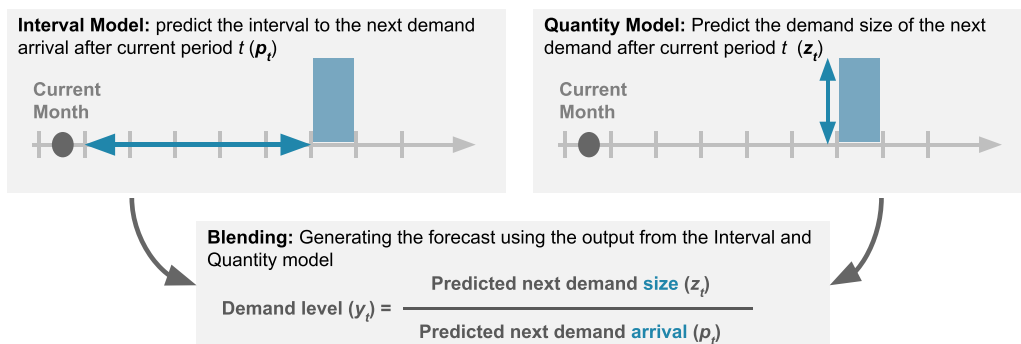 Interval Model: predict the interval to the next demand
arrival after current period t (pt)
Current
Month
Quantity Model: Predict the demand size of the next
demand after current period t (zt)
Current
Month
Blending: Generating the forecast using the output from the Interval and
Quantity model
Predicted next demand size (zt)
Demand level (yt) =
Predicted next demand arrival (pt)